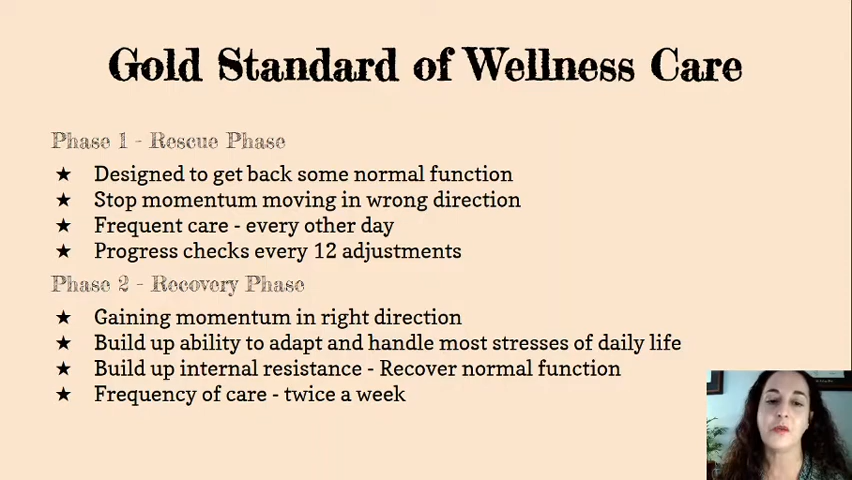 Gold Standard of Wellness Care
Phase 1 - Rescue Phase
★ Designed to get back some normal function
★ Stop momentum moving in wrong direction
★ Frequent care - every other day
★ Progress checks every 12 adjustments
Phase 2 - Recovery Phase
★ Gaining momentum in right direction
★ Build up ability to adapt and handle most stresses of daily life
★ Build up internal resistance - Recover normal function
★ Frequency of care - twice a week